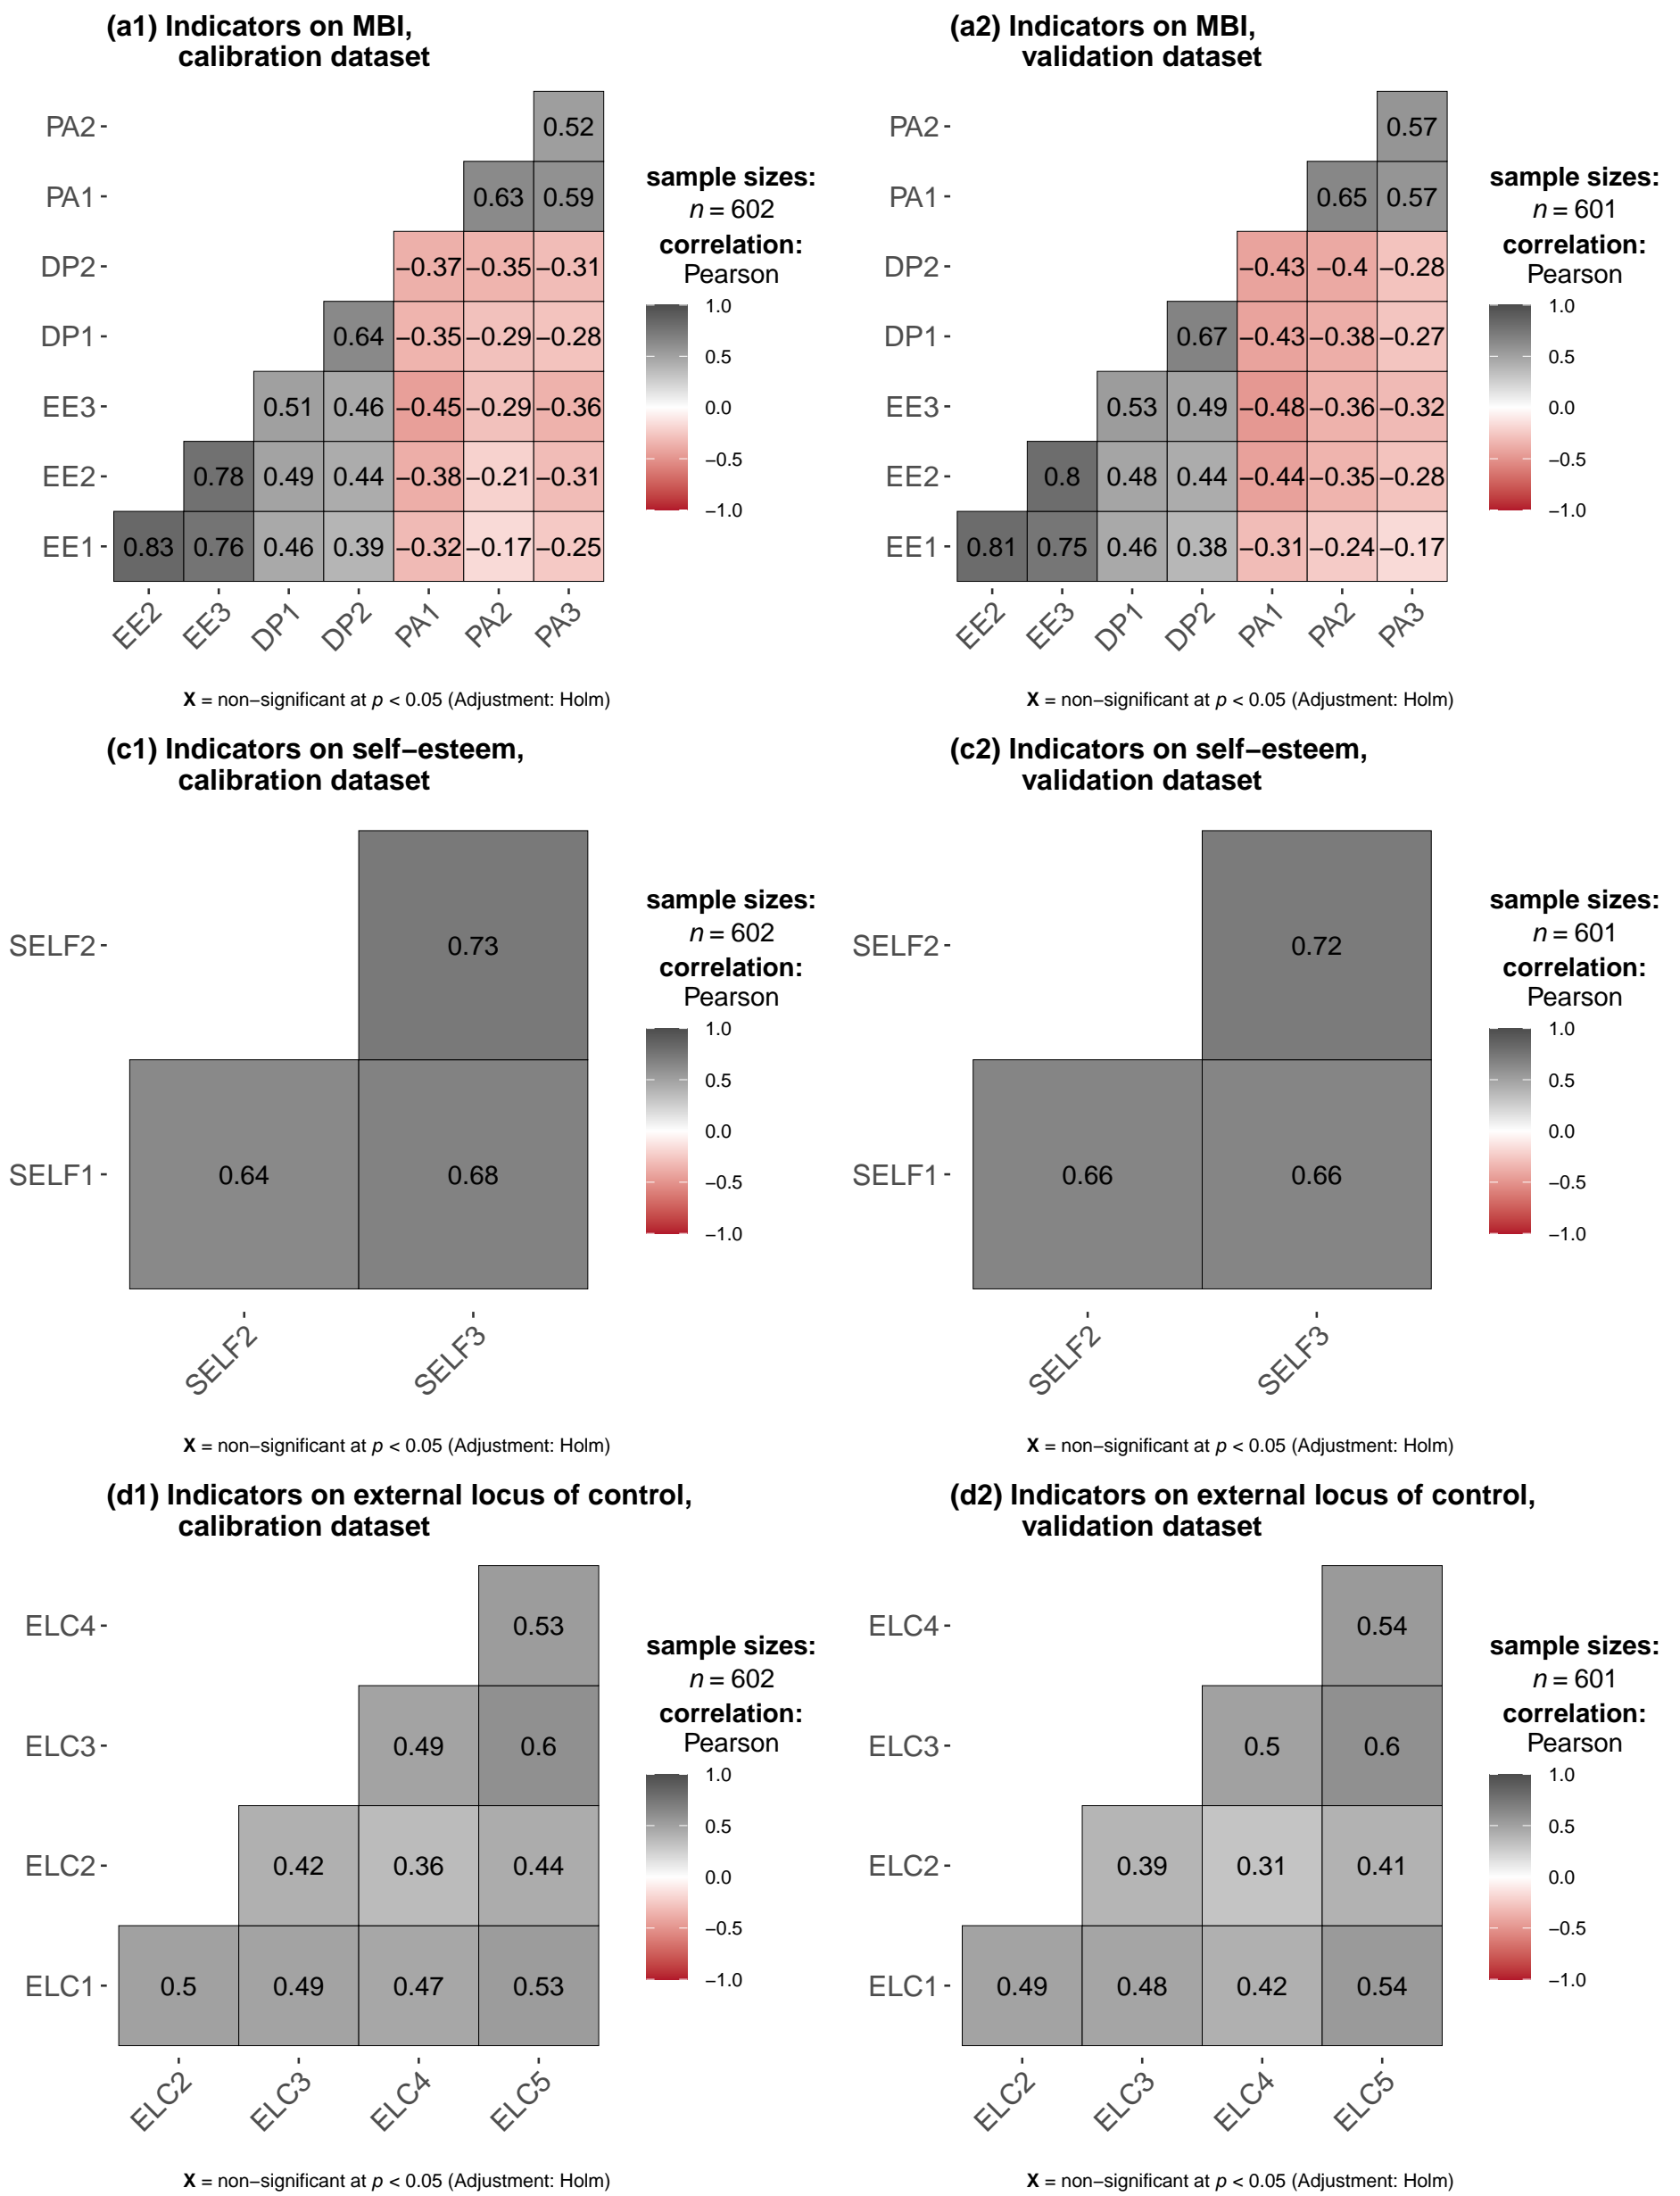 (a1) Indicators on MBI,
calibration dataset
PA2
0.52
PA1
0.63 0.59
DP2
−0.37 −0.35 −0.31
DP1
0.64 −0.35 −0.29 −0.28
EE3
0.51 0.46 −0.45 −0.29 −0.36
EE2
0.78 0.49 0.44 −0.38 −0.21 −0.31
EE1
0.83 0.76 0.46 0.39 −0.32 −0.17 −0.25
EE2 EE3 DP1 DP2 PA1 PA2 PA3
sample sizes:
n = 602
correlation:
Pearson
1.0
0.5
0.0
−0.5
−1.0
X = non−significant at p < 0.05 (Adjustment: Holm)
(a2) Indicators on MBI,
validation dataset
PA2
0.57
PA1
0.65 0.57
DP2
−0.43 −0.4 −0.28
DP1
0.67 −0.43 −0.38 −0.27
EE3
0.53 0.49 −0.48 −0.36 −0.32
EE2
0.8 0.48 0.44 −0.44 −0.35 −0.28
EE1
0.81 0.75 0.46 0.38 −0.31 −0.24 −0.17
EE2 EE3 DP1 DP2 PA1 PA2 PA3
sample sizes:
n = 601
correlation:
Pearson
1.0
0.5
0.0
−0.5
−1.0
X = non−significant at p < 0.05 (Adjustment: Holm)
(c1) Indicators on self−esteem,
calibration dataset
SELF2
0.73
SELF1
0.64 0.68
SELF2 SELF3
sample sizes:
n = 602
correlation:
Pearson
1.0
0.5
0.0
−0.5
−1.0
X = non−significant at p < 0.05 (Adjustment: Holm)
(c2) Indicators on self−esteem,
validation dataset
SELF2
0.72
SELF1
0.66 0.66
SELF2 SELF3
sample sizes:
n = 601
correlation:
Pearson
1.0
0.5
0.0
−0.5
−1.0
X = non−significant at p < 0.05 (Adjustment: Holm)
(d1) Indicators on external locus of control,
calibration dataset
ELC4
0.53
ELC3
0.49 0.6
ELC2
0.42 0.36 0.44
ELC1
0.5 0.49 0.47 0.53
ELC2 ELC3 ELC4 ELC5
sample sizes:
n = 602
correlation:
Pearson
1.0
0.5
0.0
−0.5
−1.0
X = non−significant at p < 0.05 (Adjustment: Holm)
(d2) Indicators on external locus of control,
validation dataset
ELC4
0.54
ELC3
0.5 0.6
ELC2
0.39 0.31 0.41
ELC1
0.49 0.48 0.42 0.54
ELC2 ELC3 ELC4 ELC5
sample sizes:
n = 601
correlation:
Pearson
1.0
0.5
0.0
−0.5
−1.0
X = non−significant at p < 0.05 (Adjustment: Holm)